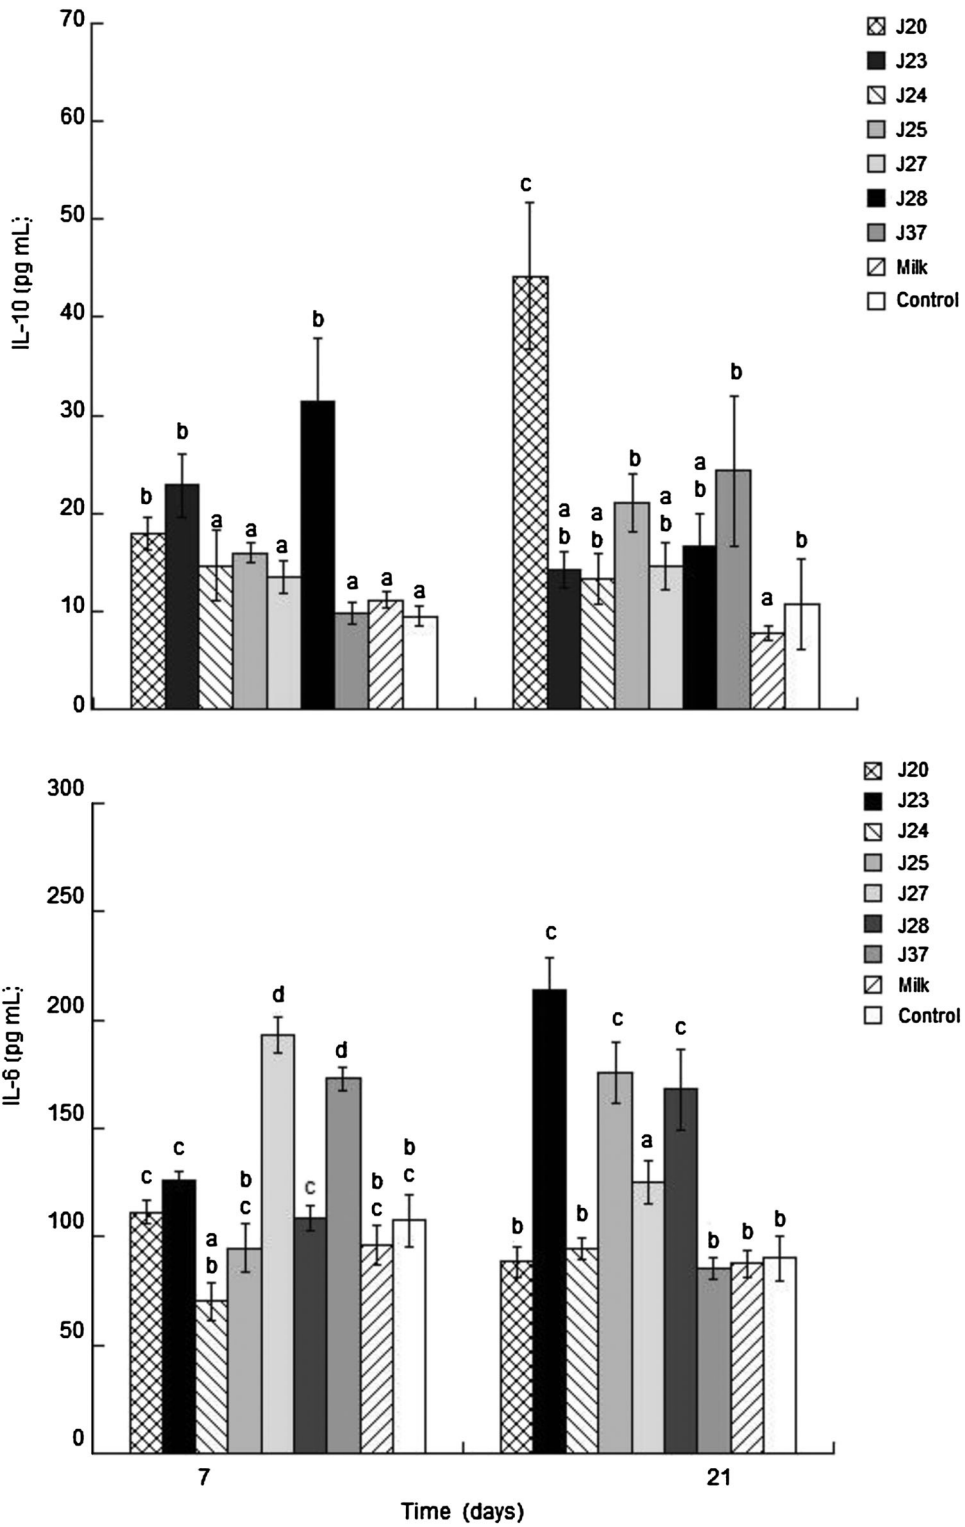 70
60
50
40
30
20
10
0
IL-10 (pg mL)
b
b
a
a
a
b
a
a
a
c
a
b
a
b
b
a
b
a
b
b
a
b
J20
J23
J24
J25
J27
J28
J37
Milk
Control
300
250
200
150
100
50
0
IL-6 (pg mL)
c
c
a
b
b
c
d
c
d
b
c
b
c
b
c
b
c
a
c
b
b
b
J20
J23
J24
J25
J27
J28
J37
Milk
Control
7
21
Time (days)